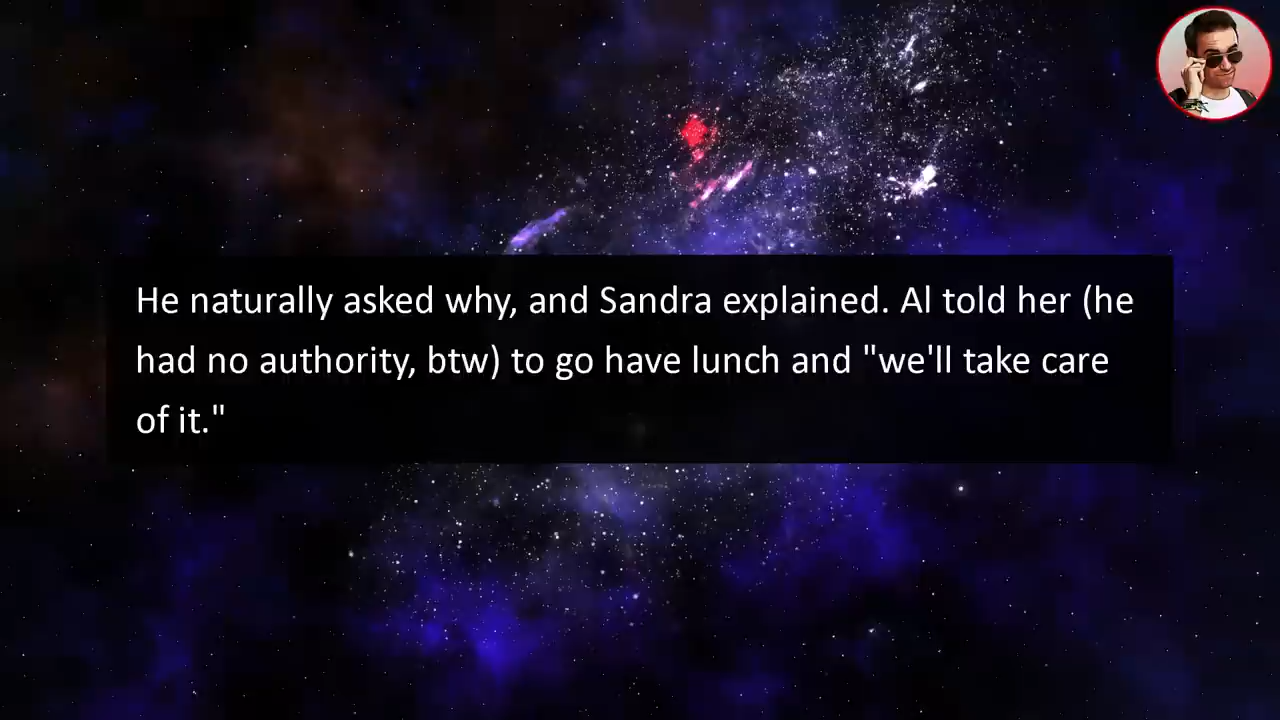 He naturally asked why, and Sandra explained. Al told her (he
had no authority, btw) to go have lunch and "we'll take care
of it."